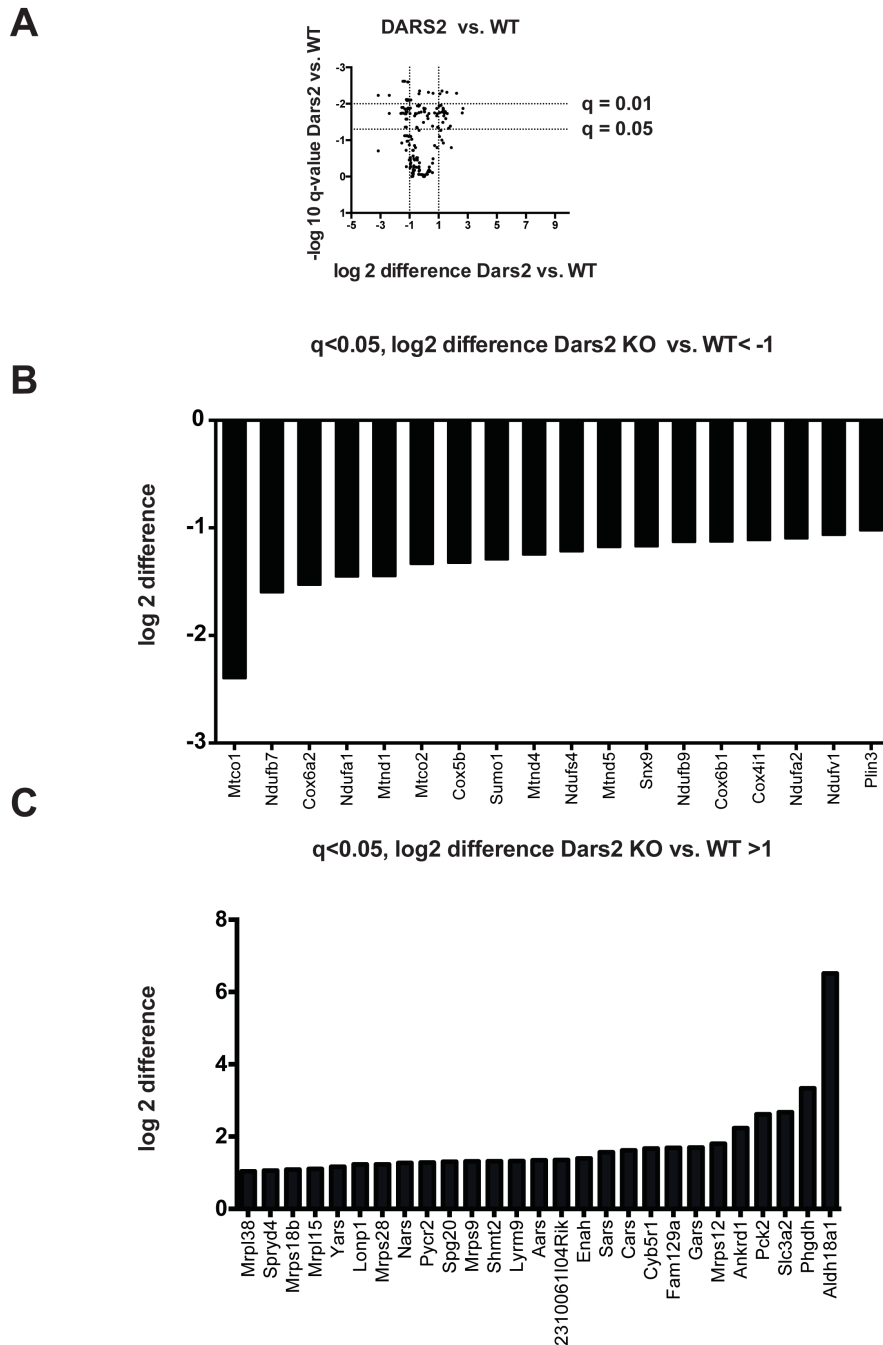 A
DARS2 vs. WT
-log 10 q-value Dars2 vs. WT
-3
-2
-1
0
1
q = 0.01
q = 0.05
-5 -3 -1 1 3 5 7 9
log 2 difference Dars2 vs. WT
q<0.05, log2 difference Dars2 KO vs. WT< -1
B
log 2 difference
0
-1
-2
-3
Mtco1
Ndufb7
Cox6a2
Ndufa1
Mtnd1
Mtco2
Cox5b
Sumo1
Mtnd4
Ndufs4
Mtnd5
Snx9
Ndufb9
Cox6b1
Cox4i1
Ndufa2
Ndufv1
Plin3
C
q<0.05, log2 difference Dars2 KO vs. WT >1
log 2 difference
8
6
4
2
0
Mrpl38
Spryd4
Mrps18b
Mrpl15
Yars
Lonp1
Mrps28
Nars
Pycr2
Spg20
Mrps9
Shmt2
Lyrm9
Aars
2310061I04Rik
Enah
Sars
Cars
Cyb5r1
Fam129a
Gars
Mrps12
Ankrd1
Pck2
Slc3a2
Phgdh
Aldh18a1